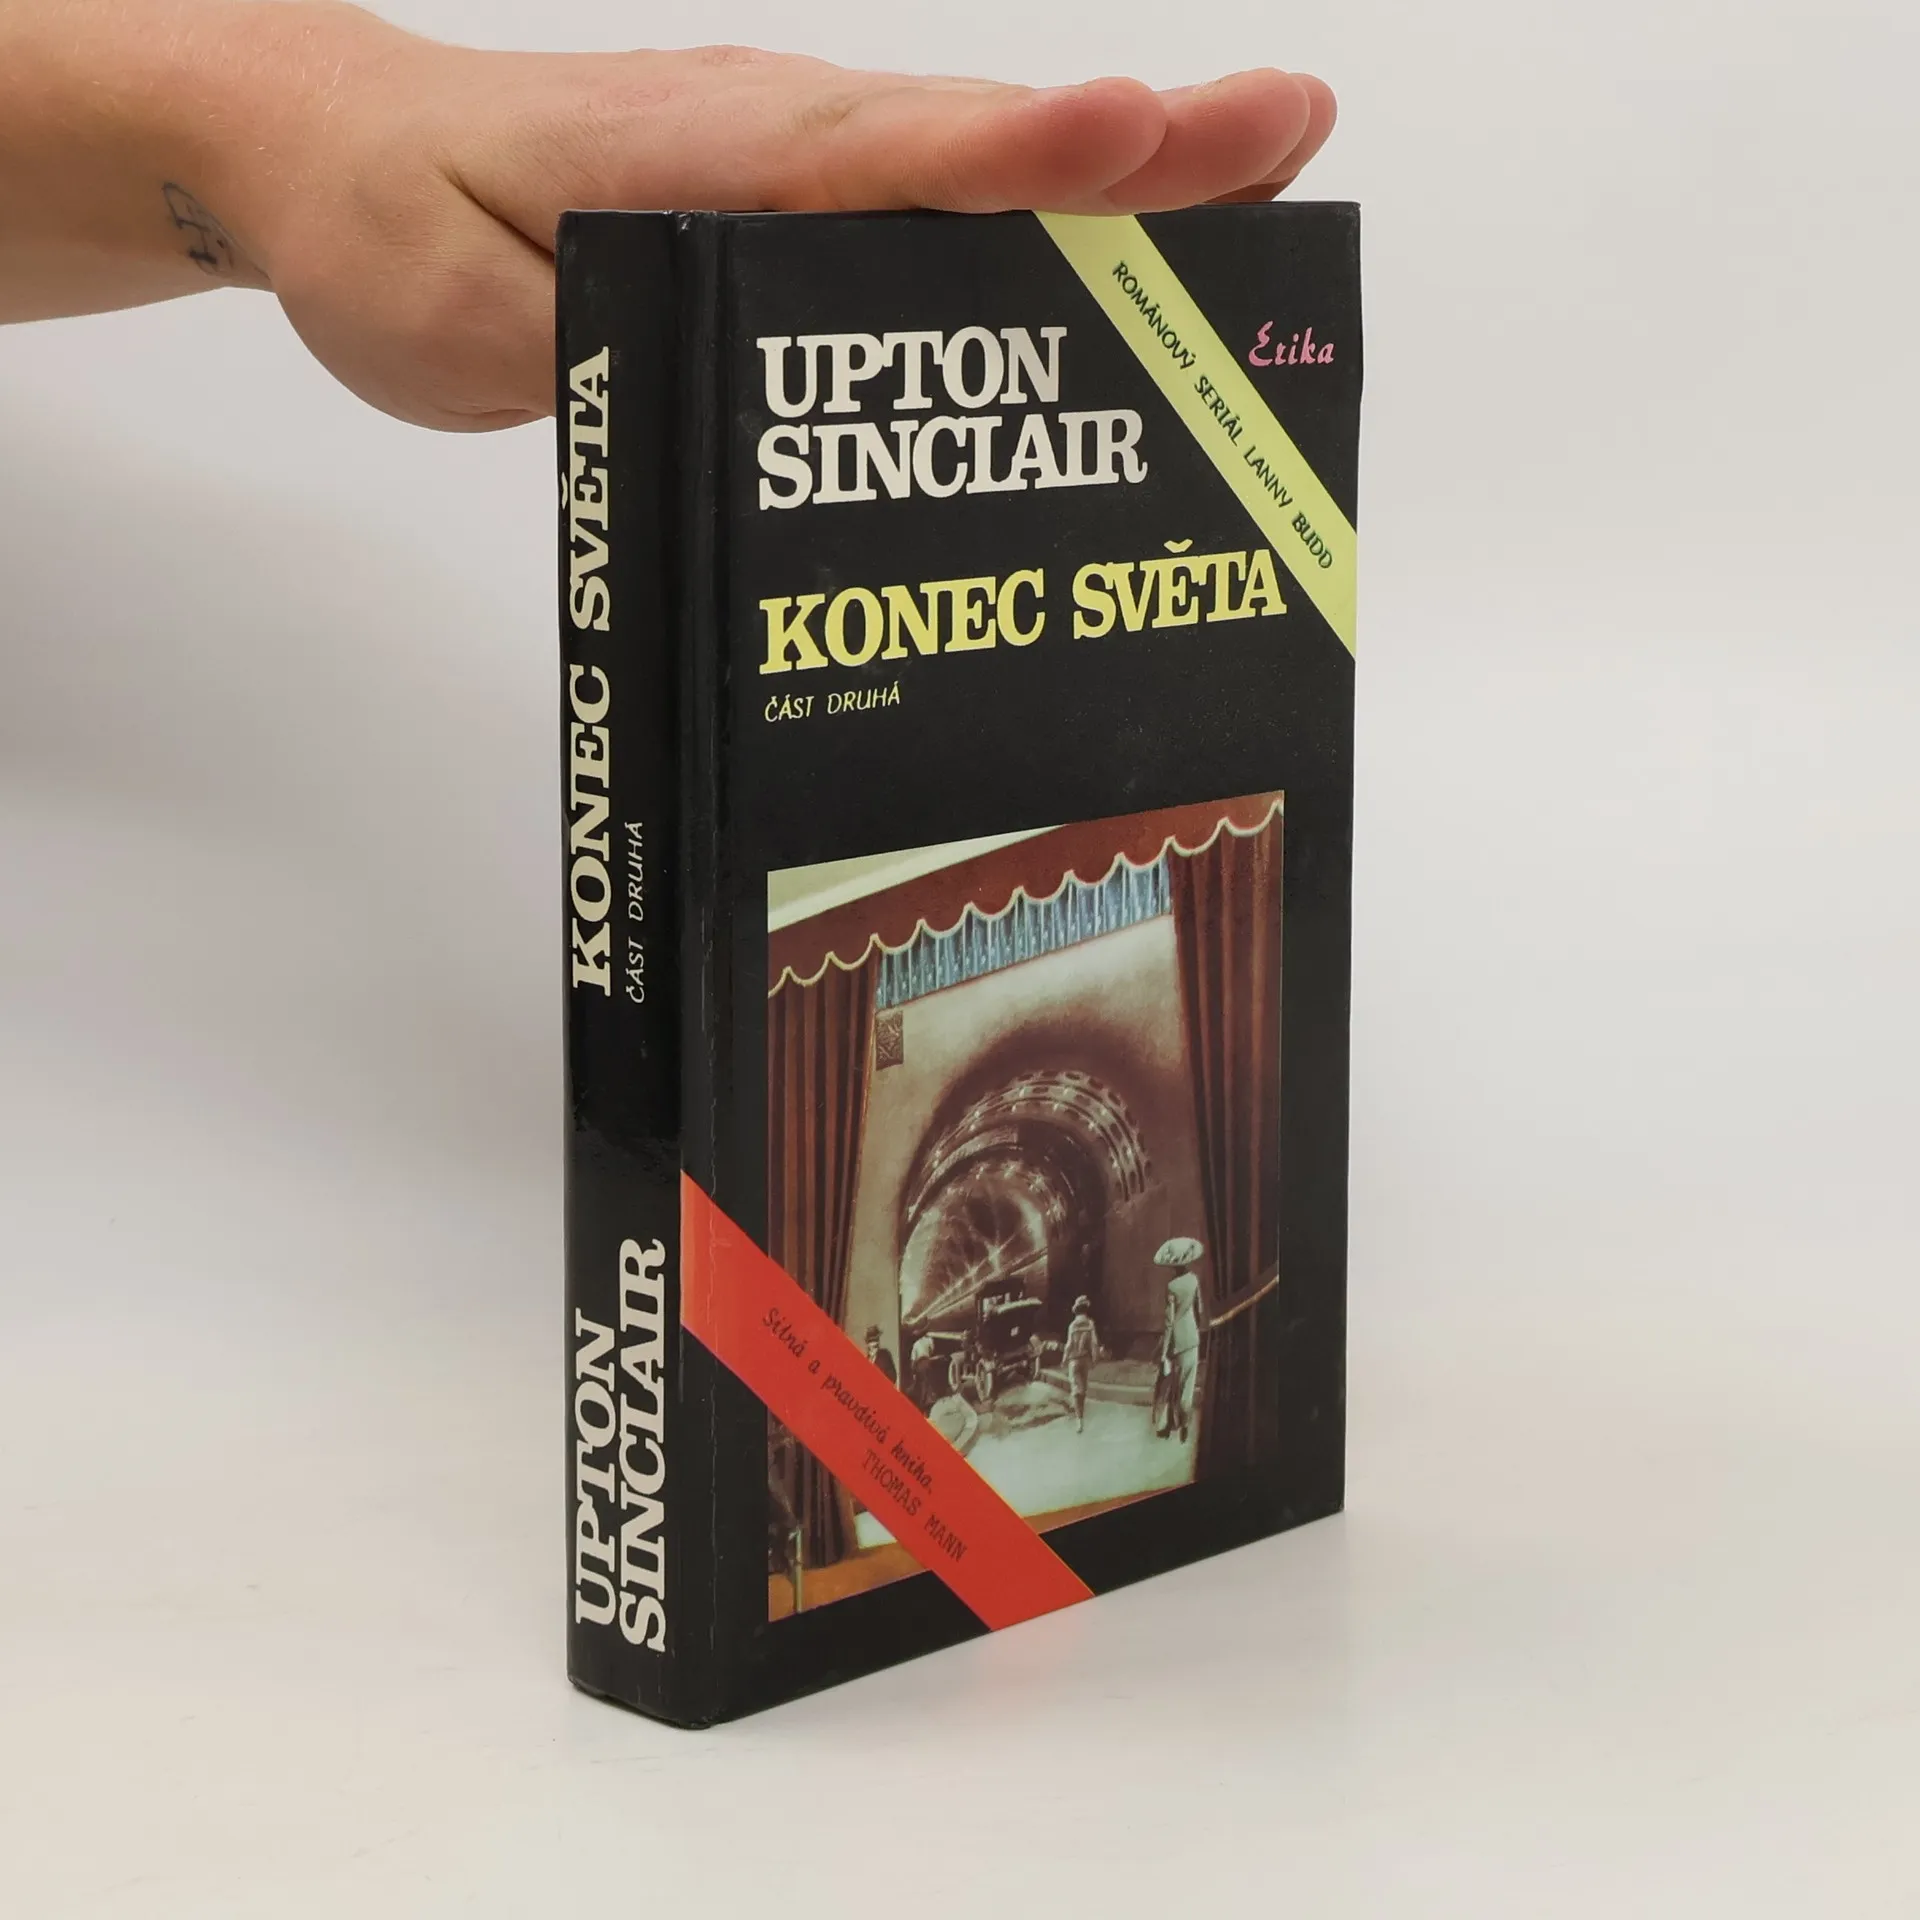 UPTON
SINCLAIR
ROMÁNOVÝ SERIÁL LANNY BUDD
Erika
KONEC SVĚTA
ČÁST DRUHÁ
Silná a pravdivá kniha.
THOMAS MANN
KONEC SVĚTA
ČÁST DRUHÁ
UPTON
SINCLAIR